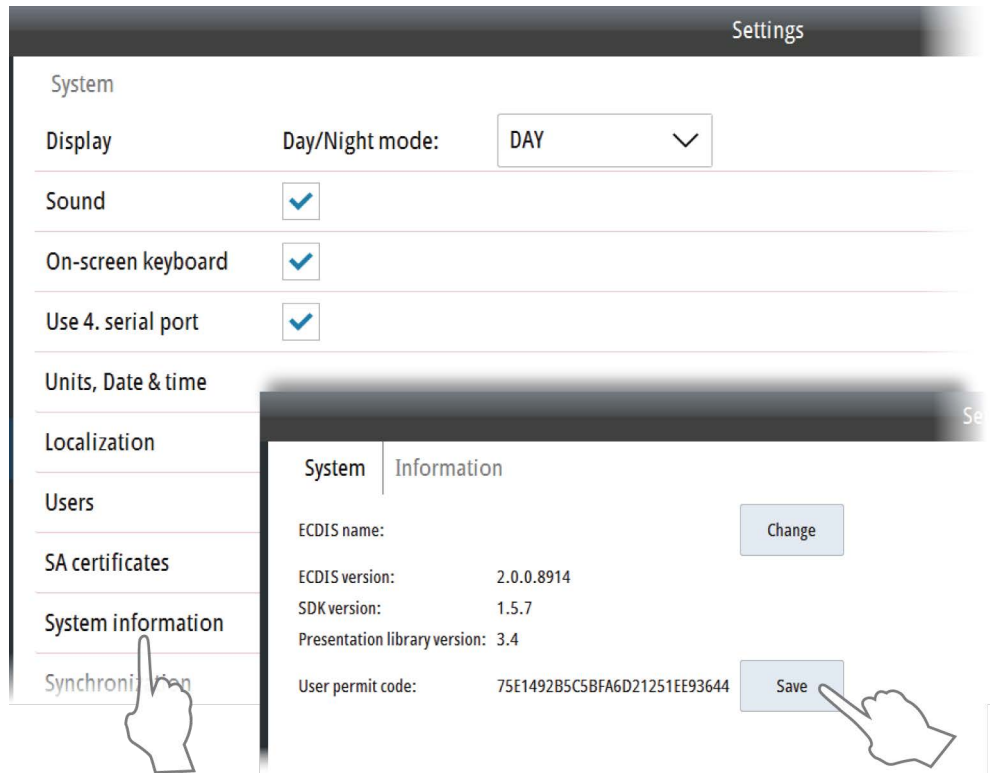 Settings
System
Display Day/Night mode: DAY
Sound
On-screen keyboard
Use 4. serial port
Units, Date & time
Localization
Users
SA certificates
System information
Synchronization
Se
System Information
ECDIS name: Change
ECDIS version: 2.0.0.8914
SDK version: 1.5.7
Presentation library version: 3.4
User permit code: 75E1492B5C5BFA6D21251EE93644 Save